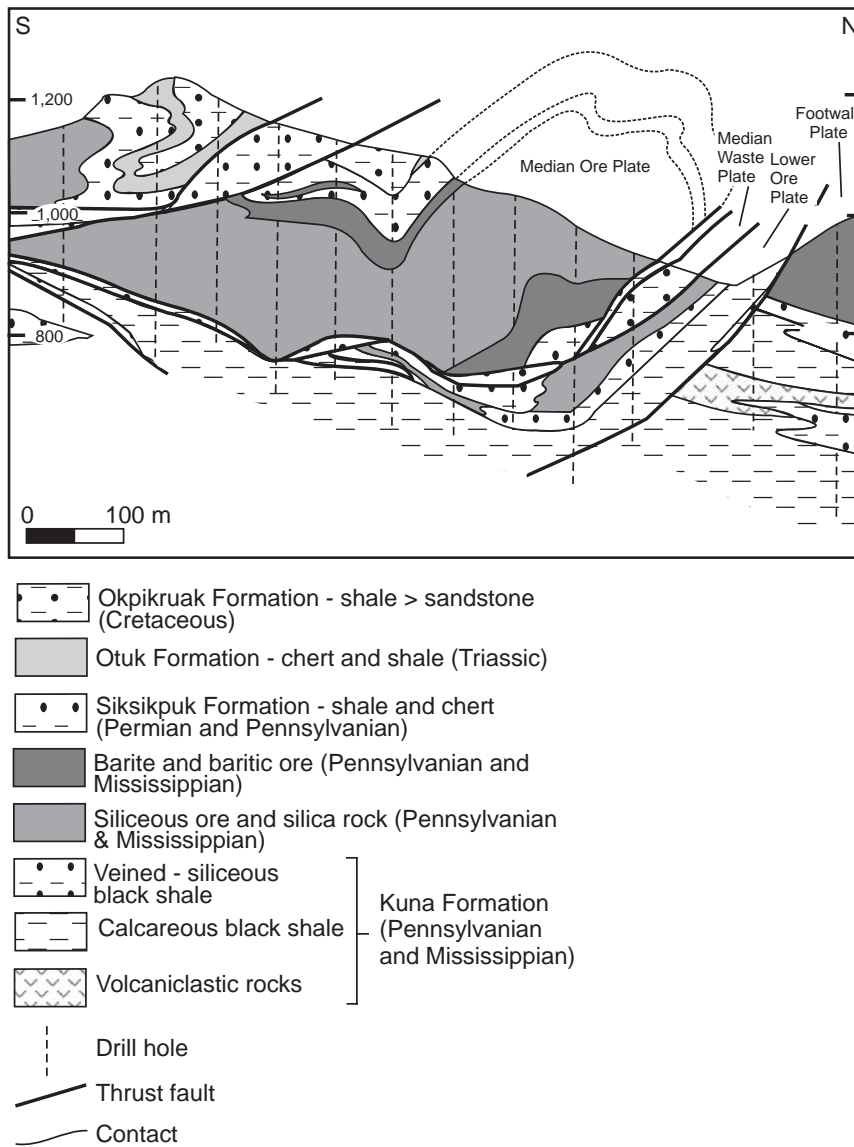 S
N
1,200
1,000
800
Median Ore Plate
Median
Waste
Plate
Lower
Ore
Plate
Footwall
Plate
0
100 m
Okpikruak Formation - shale > sandstone
(Cretaceous)
Otuk Formation - chert and shale (Triassic)
Siksikpuk Formation - shale and chert
(Permian and Pennsylvanian)
Barite and baritic ore (Pennsylvanian and
Mississippian)
Siliceous ore and silica rock (Pennsylvanian
& Mississippian)
Veined - siliceous
black shale
Calcareous black shale
Volcaniclastic rocks
Kuna Formation
(Pennsylvanian
and Mississippian)
Drill hole
Thrust fault
Contact